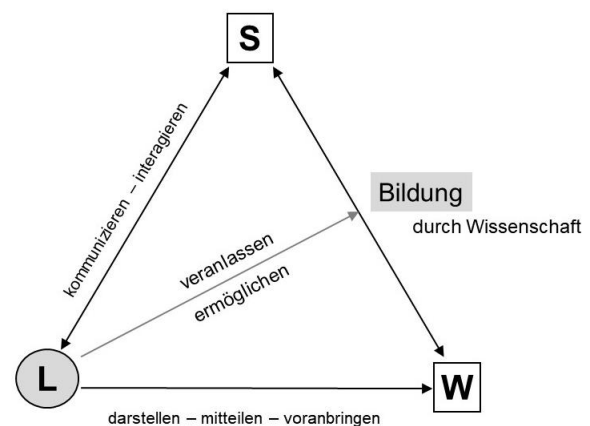 S
kommunizieren – interagieren
Bildung
durch Wissenschaft
veranlassen
ermöglichen
L
W
darstellen – mitteilen – voranbringen